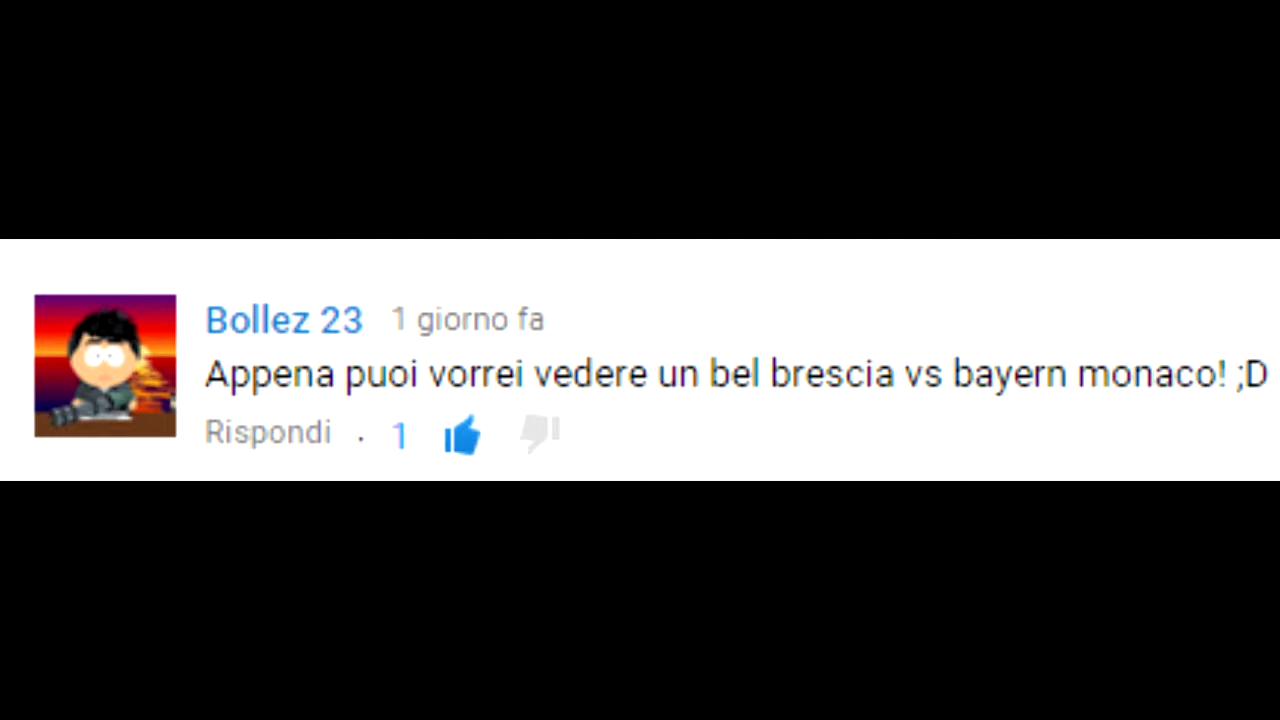 Bollez 23 1 giorno fa
Appena puoi vorrei vedere un bel brescia vs bayern monaco! ;D
Rispondi . 1